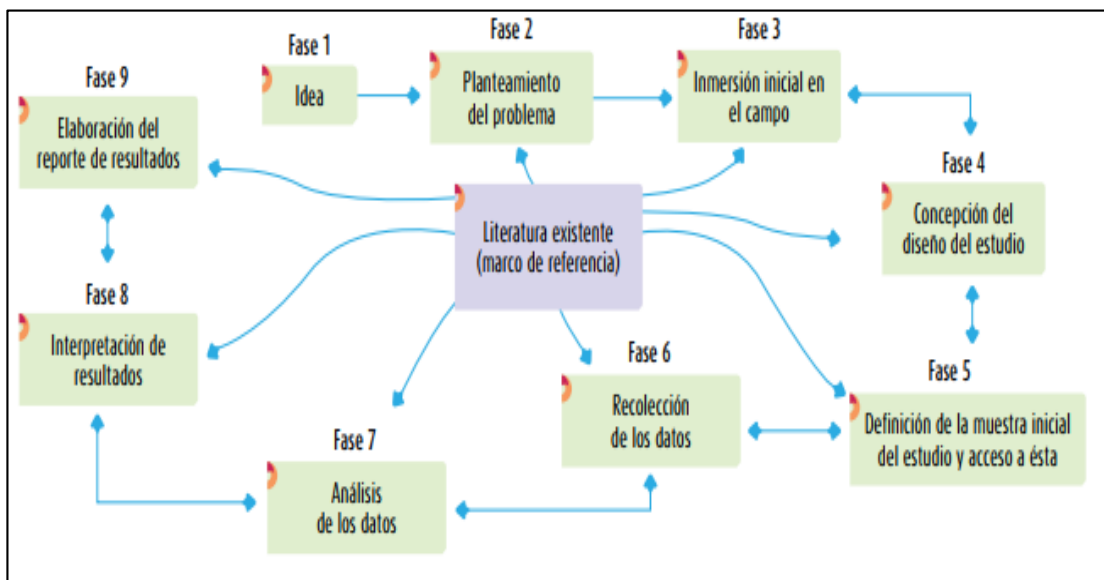 Fase 1
Idea
Fase 2
Planteamiento
del problema
Fase 3
Inmersión inicial en
el campo
Fase 4
Concepción del
diseño del estudio
Fase 5
Definición de la muestra inicial
del estudio y acceso a ésta
Fase 6
Recolección
de los datos
Fase 7
Análisis
de los datos
Fase 8
Interpretación de
resultados
Fase 9
Elaboración del
reporte de resultados
Literatura existente
(marco de referencia)